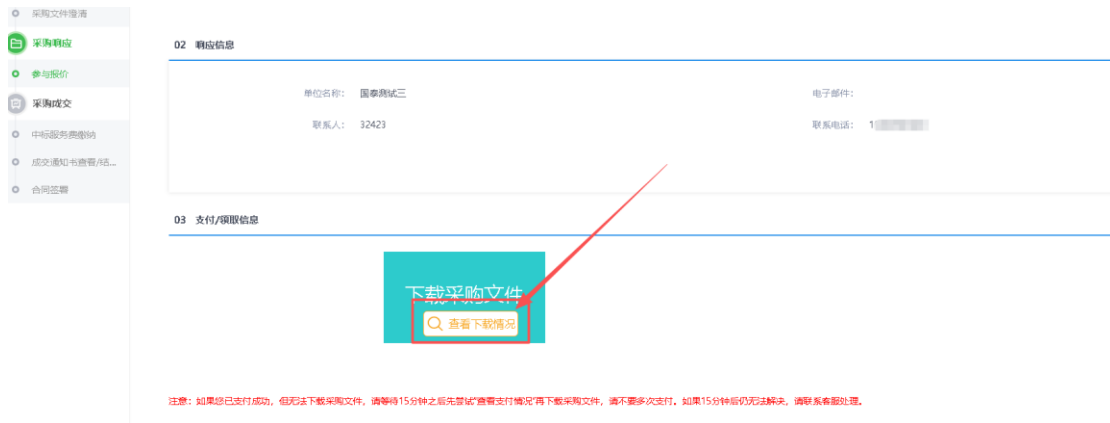 采购文件澄清
采购响应
参与报价
采购成交
中标服务费缴纳
成交通知书查看/结...
合同签署
02 响应信息
单位名称： 国泰测试三
电子邮件：
联系人： 32423
联系电话： 1
03 支付/领取信息
下载采购文件
查看下载情况
注意：如果您已支付成功，但无法下载采购文件，请等待15分钟之后先尝试“查看支付情况”再下载采购文件，请不要多次支付。如果15分钟后仍无法解决，请联系客服处理。